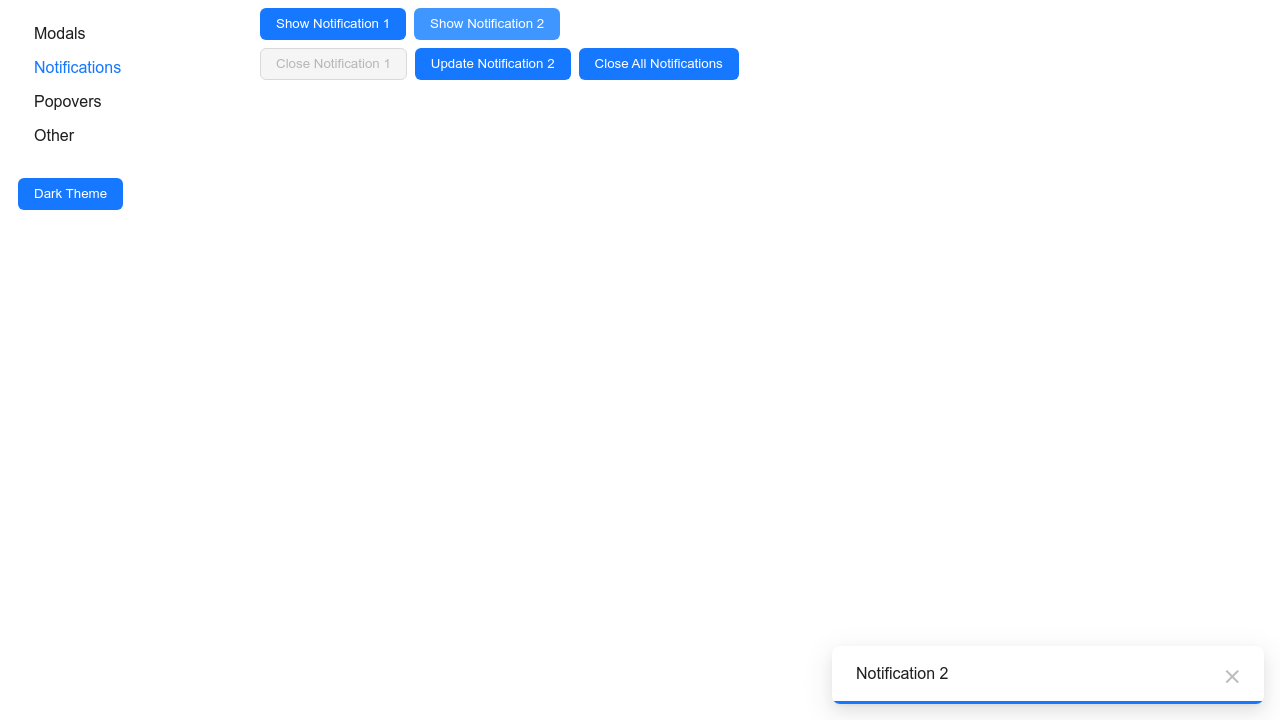 Modals
Notifications
Popovers
Other
Dark Theme
Show Notification 1
Show Notification 2
Close Notification 1
Update Notification 2
Close All Notifications
Notification 2